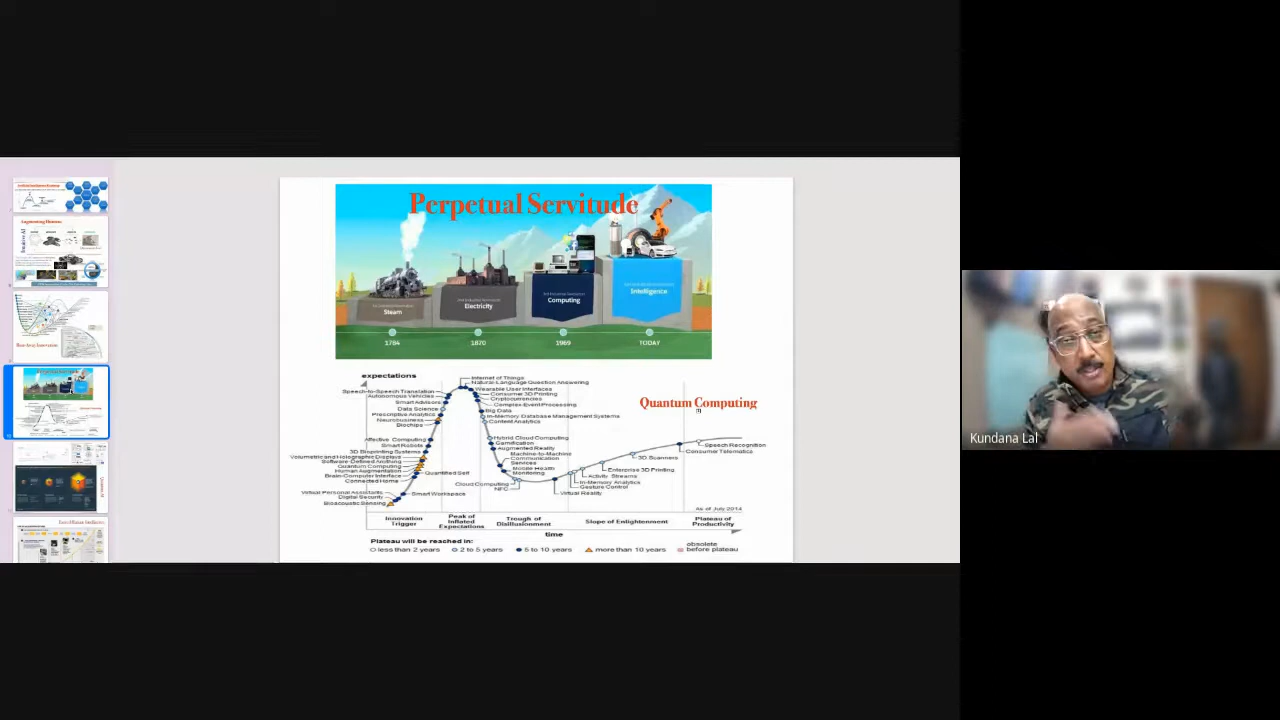 Perpetual Servitude
Steam
Electricity
Computing
Intelligence
1784
1870
1969
TODAY
expectations
Internet of Things
Natural-Language Question Answering
Speech-to-Speech Translation
Wearable User Interfaces
Autonomous Vehicles
Consumer 3D Printing
Smart Advisors
Cryptocurrencies
Complex-Event Processing
Data Science
Big Data
Prescriptive Analytics
In-Memory Database Management Systems
Neurobusiness
Content Analytics
Biochips
Quantum Computing
Affective Computing
Hybrid Cloud Computing
Smart Robots
Gamification
3D Bioprinting Systems
Augmented Reality
Volumetric and Holographic Displays
Machine-to-Machine
Communication
Services
Software-Defined Anything
Quantum Computing
Mobile Health
Monitoring
Human Augmentation
Quantified Self
Brain-Computer Interface
Connected Home
Cloud Computing
NFC
Speech Recognition
Consumer Telematics
3D Scanners
Enterprise 3D Printing
Activity Streams
In-Memory Analytics
Gesture Control
Virtual Reality
Virtual Personal Assistants
Smart Workspace
Digital Security
Bioacoustic Sensing
As of July 2014
Innovation
Trigger
Peak of
Inflated
Expectations
Trough of
Disillusionment
Slope of Enlightenment
Plateau of
Productivity
time
Plateau will be reached in:
less than 2 years
2 to 5 years
5 to 10 years
more than 10 years
obsolete
before plateau
Kundana Lal
Augmenting Humans